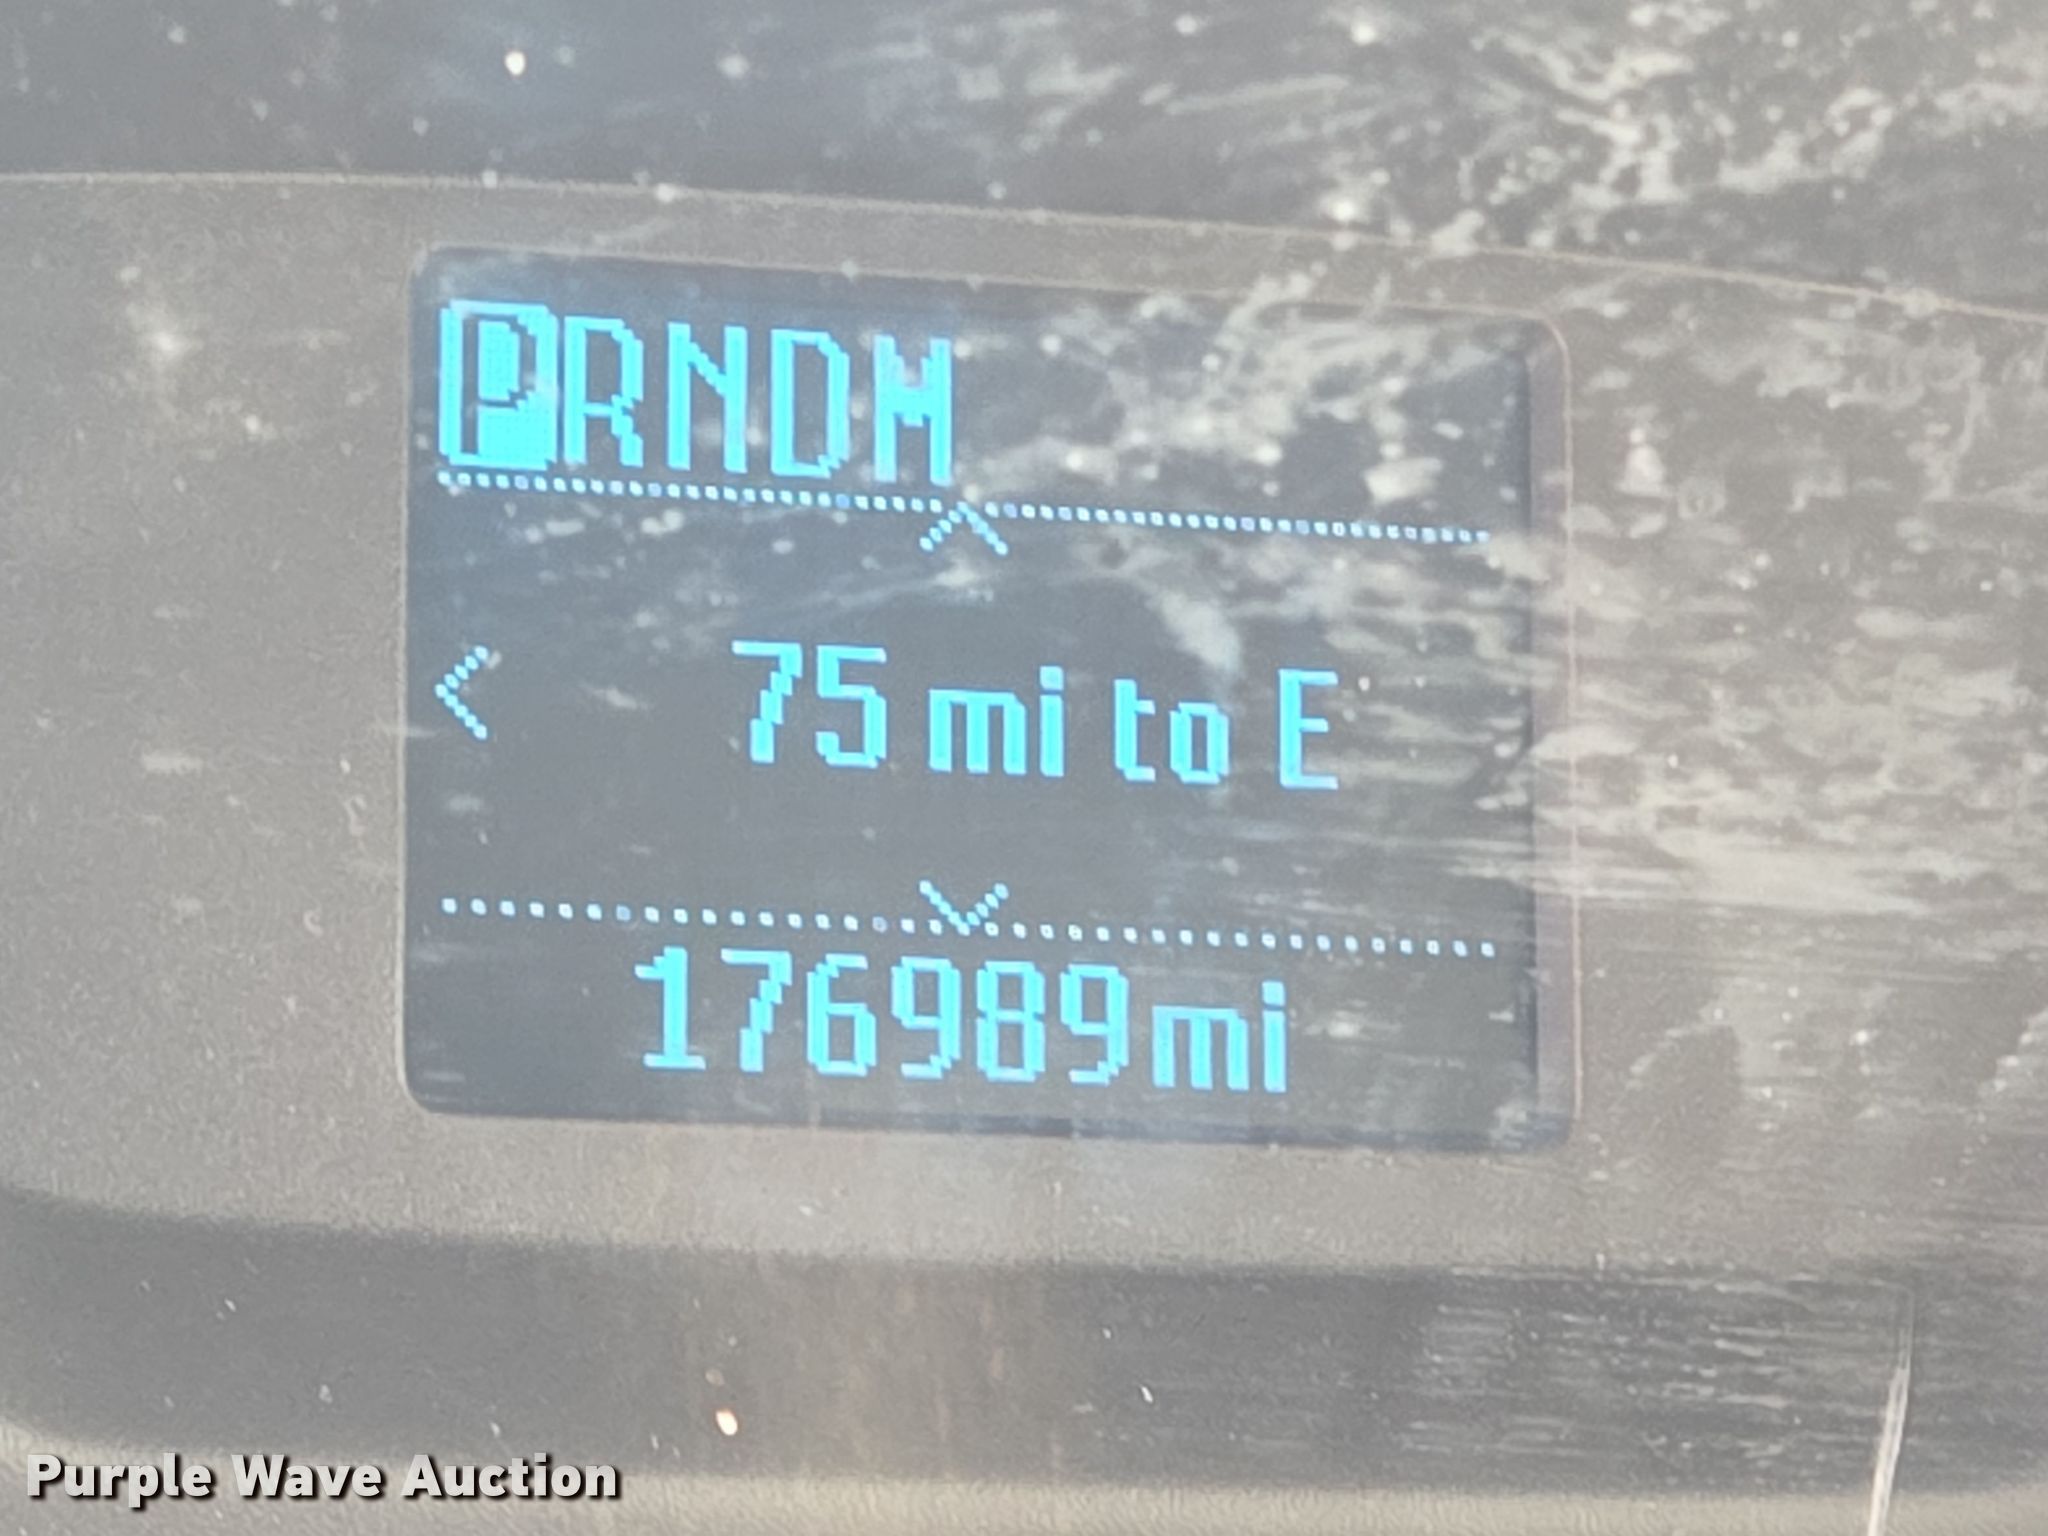 PRNDM
75 mi to E
176989mi
Purple Wave Auction